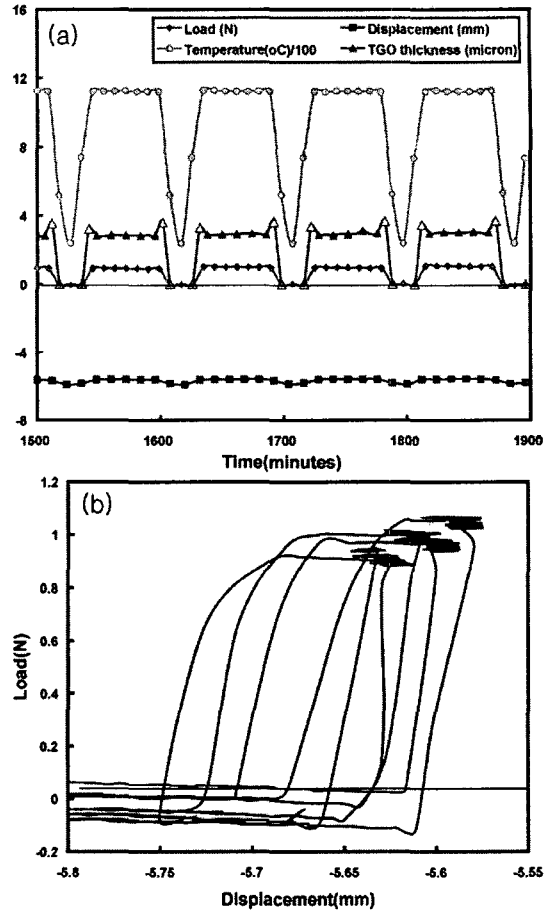 (a)
Load (N)
Displacement (mm)
Temperature(oC)/100
TGO thickness (micron)
16
12
8
4
0
-4
-8
1500
1600
1700
1800
1900
Time(minutes)
(b)
1.2
1
0.8
0.6
0.4
0.2
0
-0.2
Load(N)
-5.8
-5.75
-5.7
-5.65
-5.6
-5.55
Displacement(mm)